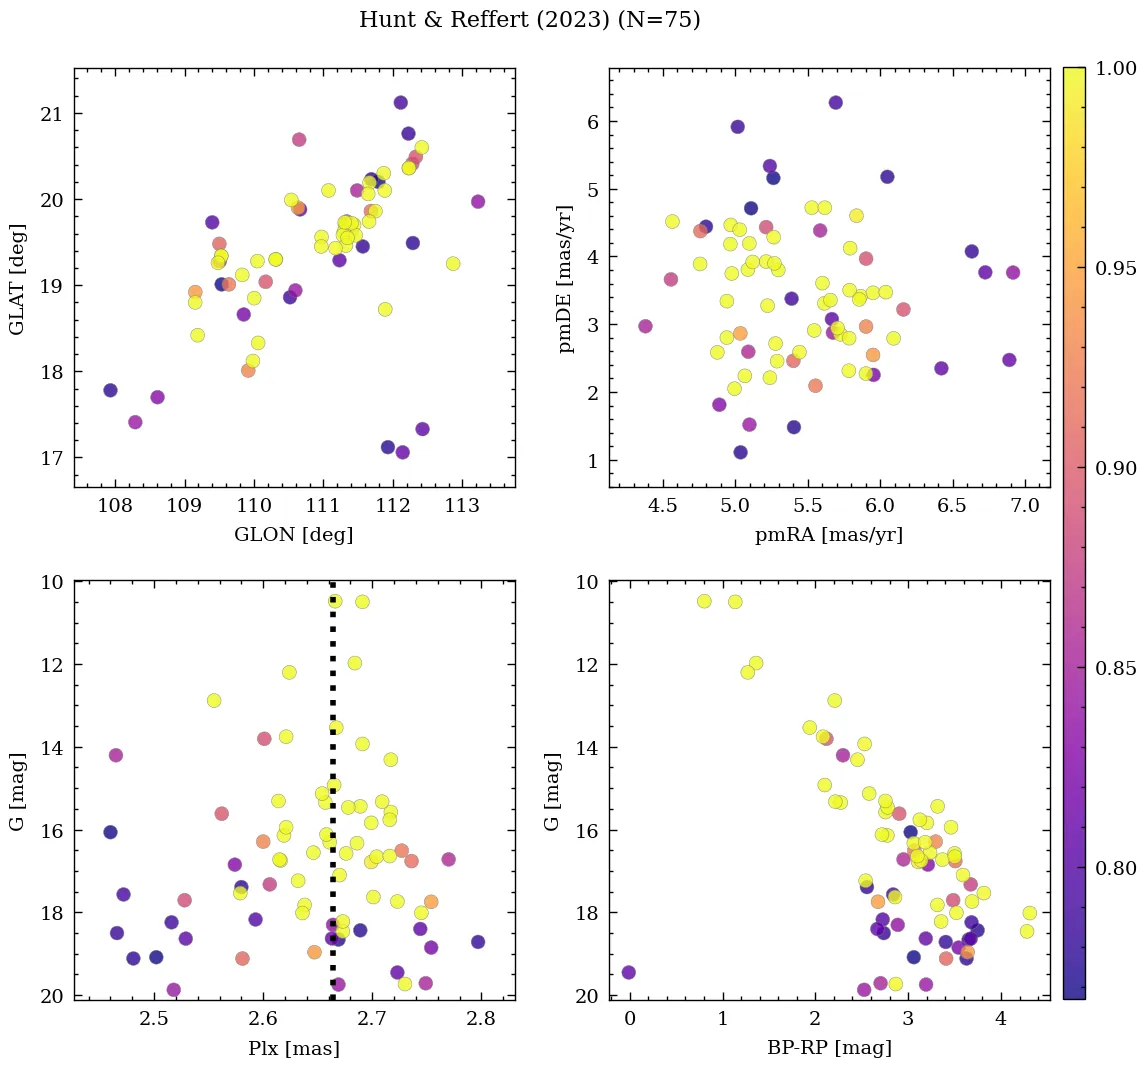 Hunt & Reffert (2023) (N=75)
21
20
19
18
17
GLAT [deg]
108 109 110 111 112 113
GLON [deg]
6
5
4
3
2
1
pmDE [mas/yr]
4.5 5.0 5.5 6.0 6.5 7.0
pmRA [mas/yr]
1.00
0.95
0.90
0.85
0.80
10
12
14
16
18
20
G [mag]
2.5 2.6 2.7 2.8
Plx [mas]
10
12
14
16
18
20
G [mag]
0 1 2 3 4
BP-RP [mag]